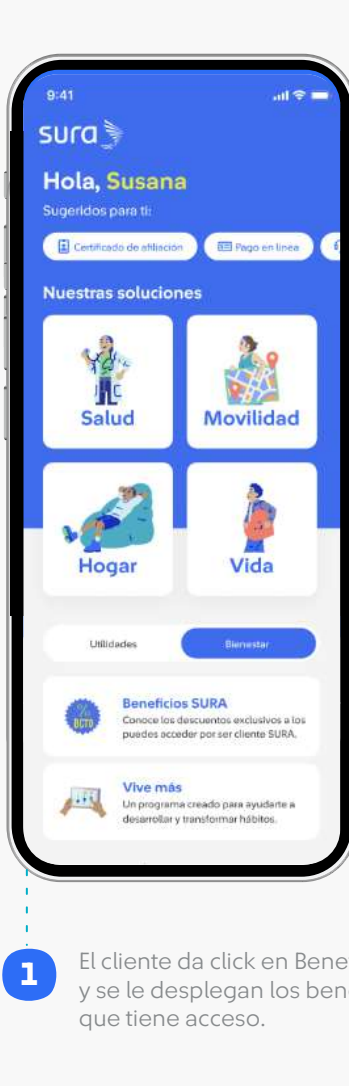 9:41
sura
Hola, Susana
Sugeridos para ti:
Certificado de afiliación
Pago en línea
Nuestras soluciones
Salud
Movilidad
Hogar
Vida
Utilidades
Bienestar
%
DCTO
Beneficios SURA
Conoce los descuentos exclusivos a los
puedes acceder por ser cliente SURA.
Vive más
Un programa creado para ayudarte a
desarrollar y transformar hábitos.
1
El cliente da click en Bene
y se le desplegan los bene
que tiene acceso.